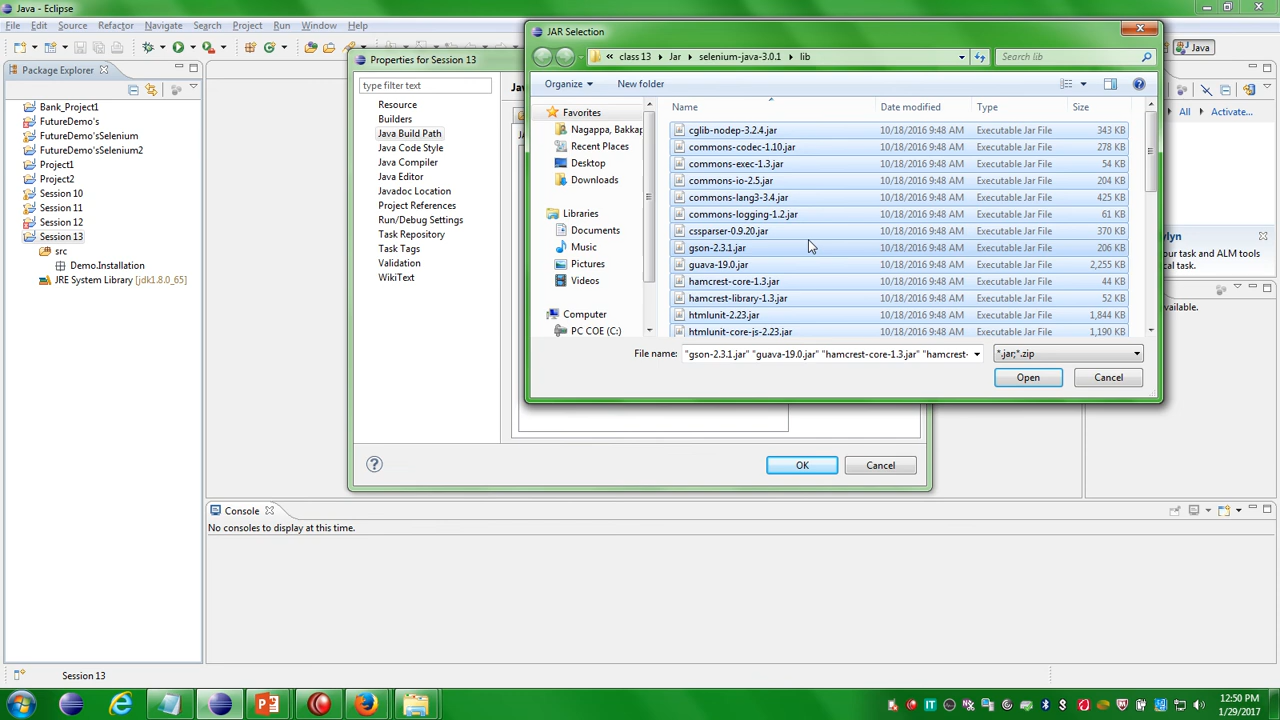 Java - Eclipse
File Edit Source Refactor Navigate Search Project Run Window Help
Java
Package Explorer
Bank_Project1
FutureDemo's
FutureDemo'sSelenium
FutureDemo'sSelenium2
Project1
Project2
Session 10
Session 11
Session 12
Session 13
src
Demo.Installation
JRE System Library [jdk1.8.0_65]
Properties for Session 13
type filter text
Resource
Builders
Java Build Path
Java Code Style
Java Compiler
Java Editor
Javadoc Location
Project References
Run/Debug Settings
Task Repository
Task Tags
Validation
WikiText
OK Cancel
JAR Selection
« class 13 Jar selenium-java-3.0.1 lib
Search lib
Organize New folder
Name Date modified Type Size
Favorites
Nagappa, Bakkap
Recent Places
Desktop
Downloads
Libraries
Documents
Music
Pictures
Videos
Computer
PC COE (C:)
cglib-nodep-3.2.4.jar 10/18/2016 9:48 AM Executable Jar File 343 KB
commons-codec-1.10.jar 10/18/2016 9:48 AM Executable Jar File 278 KB
commons-exec-1.3.jar 10/18/2016 9:48 AM Executable Jar File 54 KB
commons-io-2.5.jar 10/18/2016 9:48 AM Executable Jar File 204 KB
commons-lang3-3.4.jar 10/18/2016 9:48 AM Executable Jar File 425 KB
commons-logging-1.2.jar 10/18/2016 9:48 AM Executable Jar File 61 KB
cssparser-0.9.20.jar 10/18/2016 9:48 AM Executable Jar File 370 KB
gson-2.3.1.jar 10/18/2016 9:48 AM Executable Jar File 206 KB
guava-19.0.jar 10/18/2016 9:48 AM Executable Jar File 2,255 KB
hamcrest-core-1.3.jar 10/18/2016 9:48 AM Executable Jar File 44 KB
hamcrest-library-1.3.jar 10/18/2016 9:48 AM Executable Jar File 52 KB
htmlunit-2.23.jar 10/18/2016 9:48 AM Executable Jar File 1,844 KB
htmlunit-core-js-2.23.jar 10/18/2016 9:48 AM Executable Jar File 1,190 KB
File name: "gson-2.3.1.jar" "guava-19.0.jar" "hamcrest-core-1.3.jar" "hamcrest-
*.jar;*.zip
Open Cancel
All Activate...
ylyn
sk and ALM tools
cal task.
vailable.
Console
No consoles to display at this time.
Session 13
IT
12:50 PM
1/29/2017